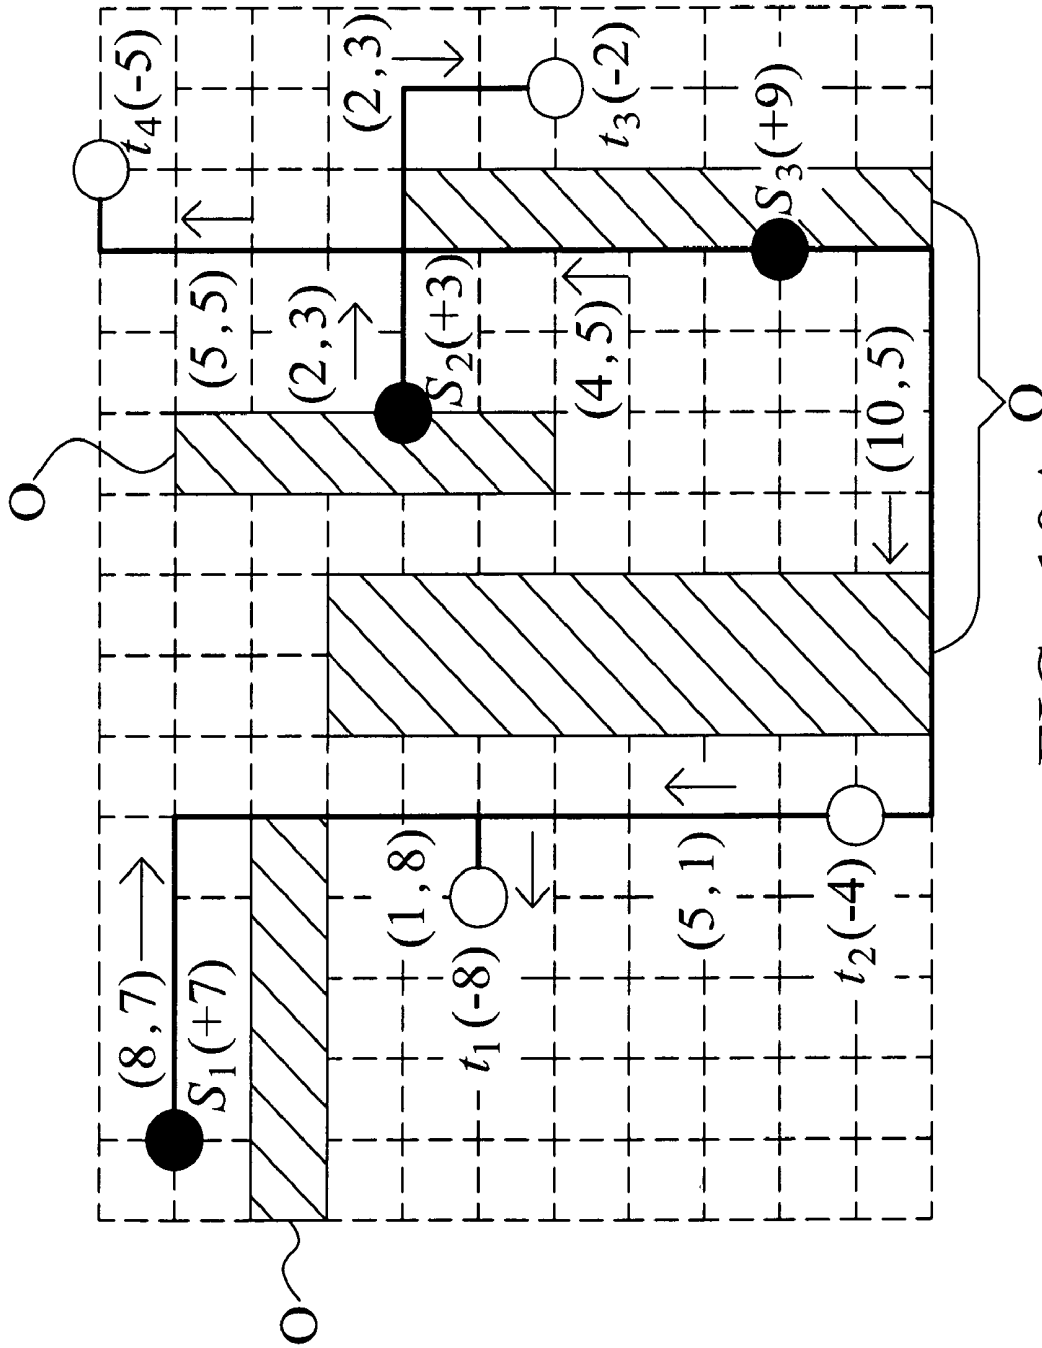 O
t4(-5)
(2,3)
t3(-2)
(5,5)
(2,3)
S2(+3)
(4,5)
S3(+9)
(10,5)
O
(8,7)
S1(+7)
(1,8)
t1(-8)
(5,1)
t2(-4)
O